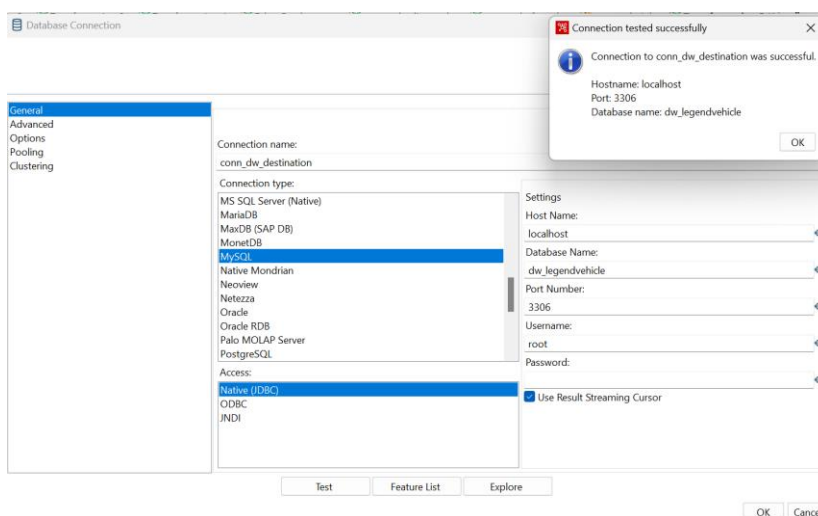 Database Connection
Connection tested successfully
Connection to conn_dw_destination was successful.
Hostname: localhost
Port: 3306
Database name: dw_legendvehicle
OK
General
Advanced
Options
Pooling
Clustering
Connection name:
conn_dw_destination
Connection type:
MS SQL Server (Native)
MariaDB
MaxDB (SAP DB)
MonetDB
MySQL
Native Mondrian
Neoview
Netezza
Oracle
Oracle RDB
Palo MOLAP Server
PostgreSQL
Access:
Native (JDBC)
ODBC
JNDI
Settings
Host Name:
localhost
Database Name:
dw_legendvehicle
Port Number:
3306
Username:
root
Password:
Use Result Streaming Cursor
Test Feature List Explore
OK Cance